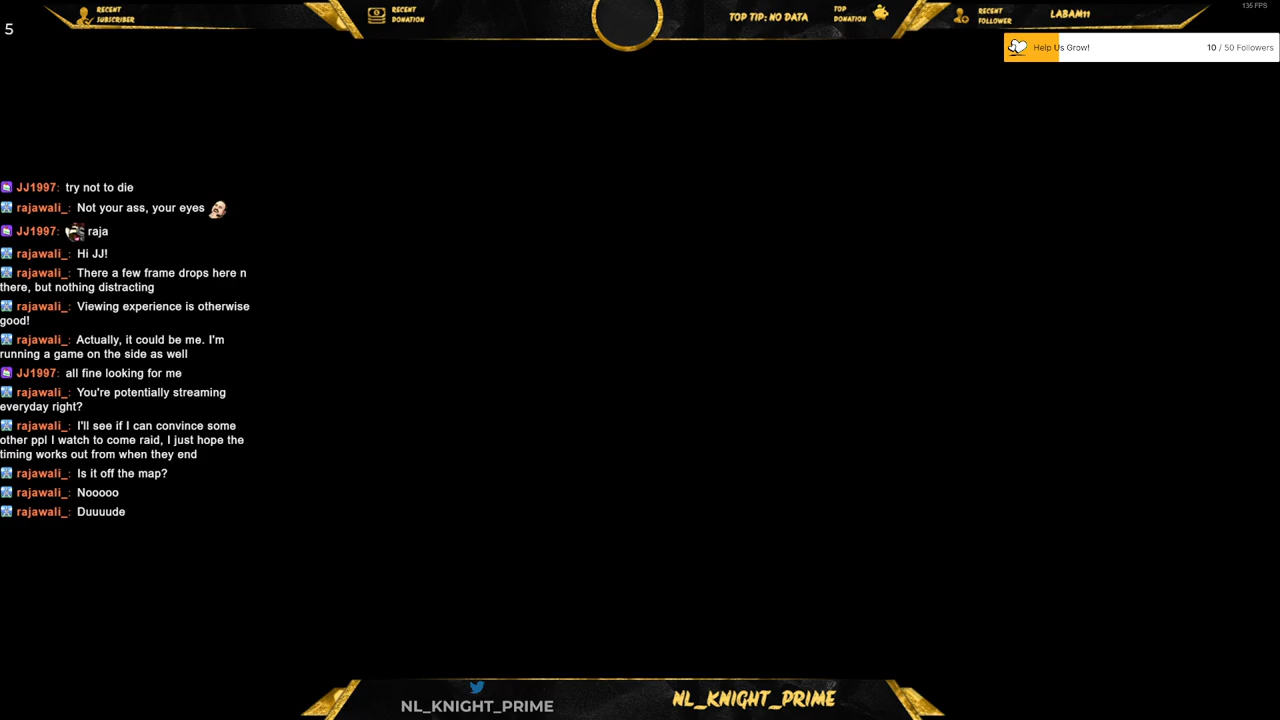 135 FPS
RECENT
SUBSCRIBER
RECENT
DONATION
TOP TIP: NO DATA
TOP
DONATION
RECENT
FOLLOWER
LABAM11
5
Help Us Grow!
10 / 50 Followers
JJ1997: try not to die
rajawali_: Not your ass, your eyes
JJ1997: raja
rajawali_: Hi JJ!
rajawali_: There a few frame drops here n
there, but nothing distracting
rajawali_: Viewing experience is otherwise
good!
rajawali_: Actually, it could be me. I'm
running a game on the side as well
JJ1997: all fine looking for me
rajawali_: You're potentially streaming
everyday right?
rajawali_: I'll see if I can convince some
other ppl I watch to come raid, I just hope the
timing works out from when they end
rajawali_: Is it off the map?
rajawali_: Nooooo
rajawali_: Duuuude
NL_KNIGHT_PRIME
NL_KNIGHT_PRIME